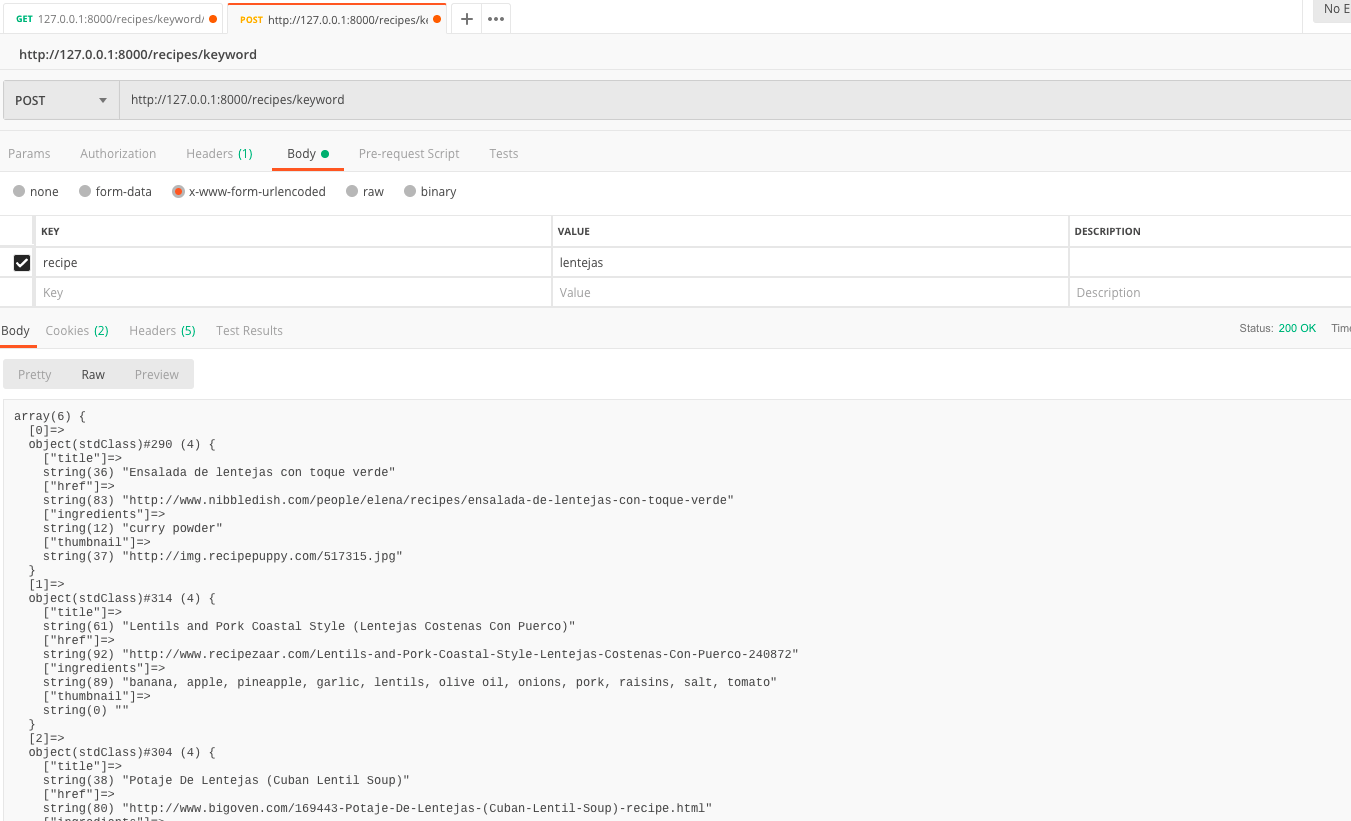 GET 127.0.0.1:8000/recipes/keyword/ POST http://127.0.0.1:8000/recipes/ke + ••• No E
http://127.0.0.1:8000/recipes/keyword
POST http://127.0.0.1:8000/recipes/keyword
Params Authorization Headers (1) Body Pre-request Script Tests
none form-data x-www-form-urlencoded raw binary
KEY VALUE DESCRIPTION
recipe lentejas
Key Value Description
Body Cookies (2) Headers (5) Test Results Status: 200 OK Time
Pretty Raw Preview
array(6) {
[0]=>
object(stdClass)#290 (4) {
["title"]=>
string(36) "Ensalada de lentejas con toque verde"
["href"]=>
string(83) "http://www.nibbledish.com/people/elena/recipes/ensalada-de-lentejas-con-toque-verde"
["ingredients"]=>
string(12) "curry powder"
["thumbnail"]=>
string(37) "http://img.recipepuppy.com/517315.jpg"
}
[1]=>
object(stdClass)#314 (4) {
["title"]=>
string(61) "Lentils and Pork Coastal Style (Lentejas Costenas Con Puerco)"
["href"]=>
string(92) "http://www.recipezaar.com/Lentils-and-Pork-Coastal-Style-Lentejas-Costenas-Con-Puerco-240872"
["ingredients"]=>
string(89) "banana, apple, pineapple, garlic, lentils, olive oil, onions, pork, raisins, salt, tomato"
["thumbnail"]=>
string(0) ""
}
[2]=>
object(stdClass)#304 (4) {
["title"]=>
string(38) "Potaje De Lentejas (Cuban Lentil Soup)"
["href"]=>
string(80) "http://www.bigoven.com/169443-Potaje-De-Lentejas-(Cuban-Lentil-Soup)-recipe.html"
["ingredients"]=>